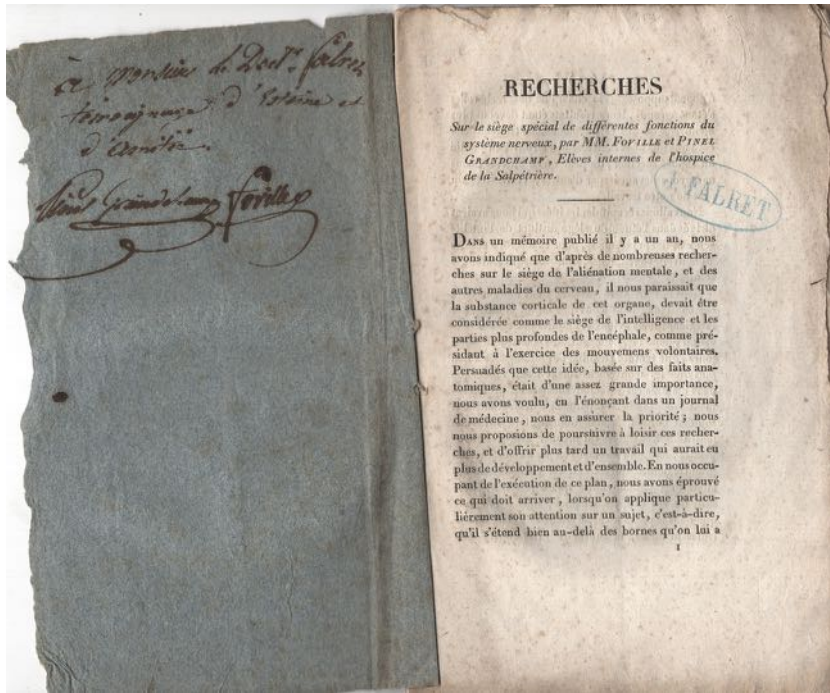 à Monsieur le Doct.r falret
témoignage d'Estime et
d'amitié.
Pinel Grandchamp foville
RECHERCHES
Sur le siège spécial de différentes fonctions du
système nerveux, par MM. FOVILLE et PINEL
GRANDCHAMP, Elèves internes de l'hospice
de la Salpétrière.
J. FALRET
DANS un mémoire publié il y a un an, nous
avons indiqué que d'après de nombreuses recher-
ches sur le siège de l'aliénation mentale, et des
autres maladies du cerveau, il nous paraissait que
la substance corticale de cet organe, devait être
considérée comme le siège de l'intelligence et les
parties plus profondes de l'encéphale, comme pré-
sidant à l'exercice des mouvemens volontaires.
Persuadés que cette idée, basée sur des faits ana-
tomiques, était d'une assez grande importance,
nous avons voulu, en l'énonçant dans un journal
de médecine, nous en assurer la priorité; nous
nous proposions de poursuivre à loisir ces recher-
ches, et d'offrir plus tard un travail qui aurait eu
plus de développement et d'ensemble. En nous occu-
pant de l'exécution de ce plan, nous avons éprouvé
ce qui doit arriver, lorsqu'on applique particu-
lièrement son attention sur un sujet, c'est-à-dire,
qu'il s'étend bien au-delà des bornes qu'on lui a
1